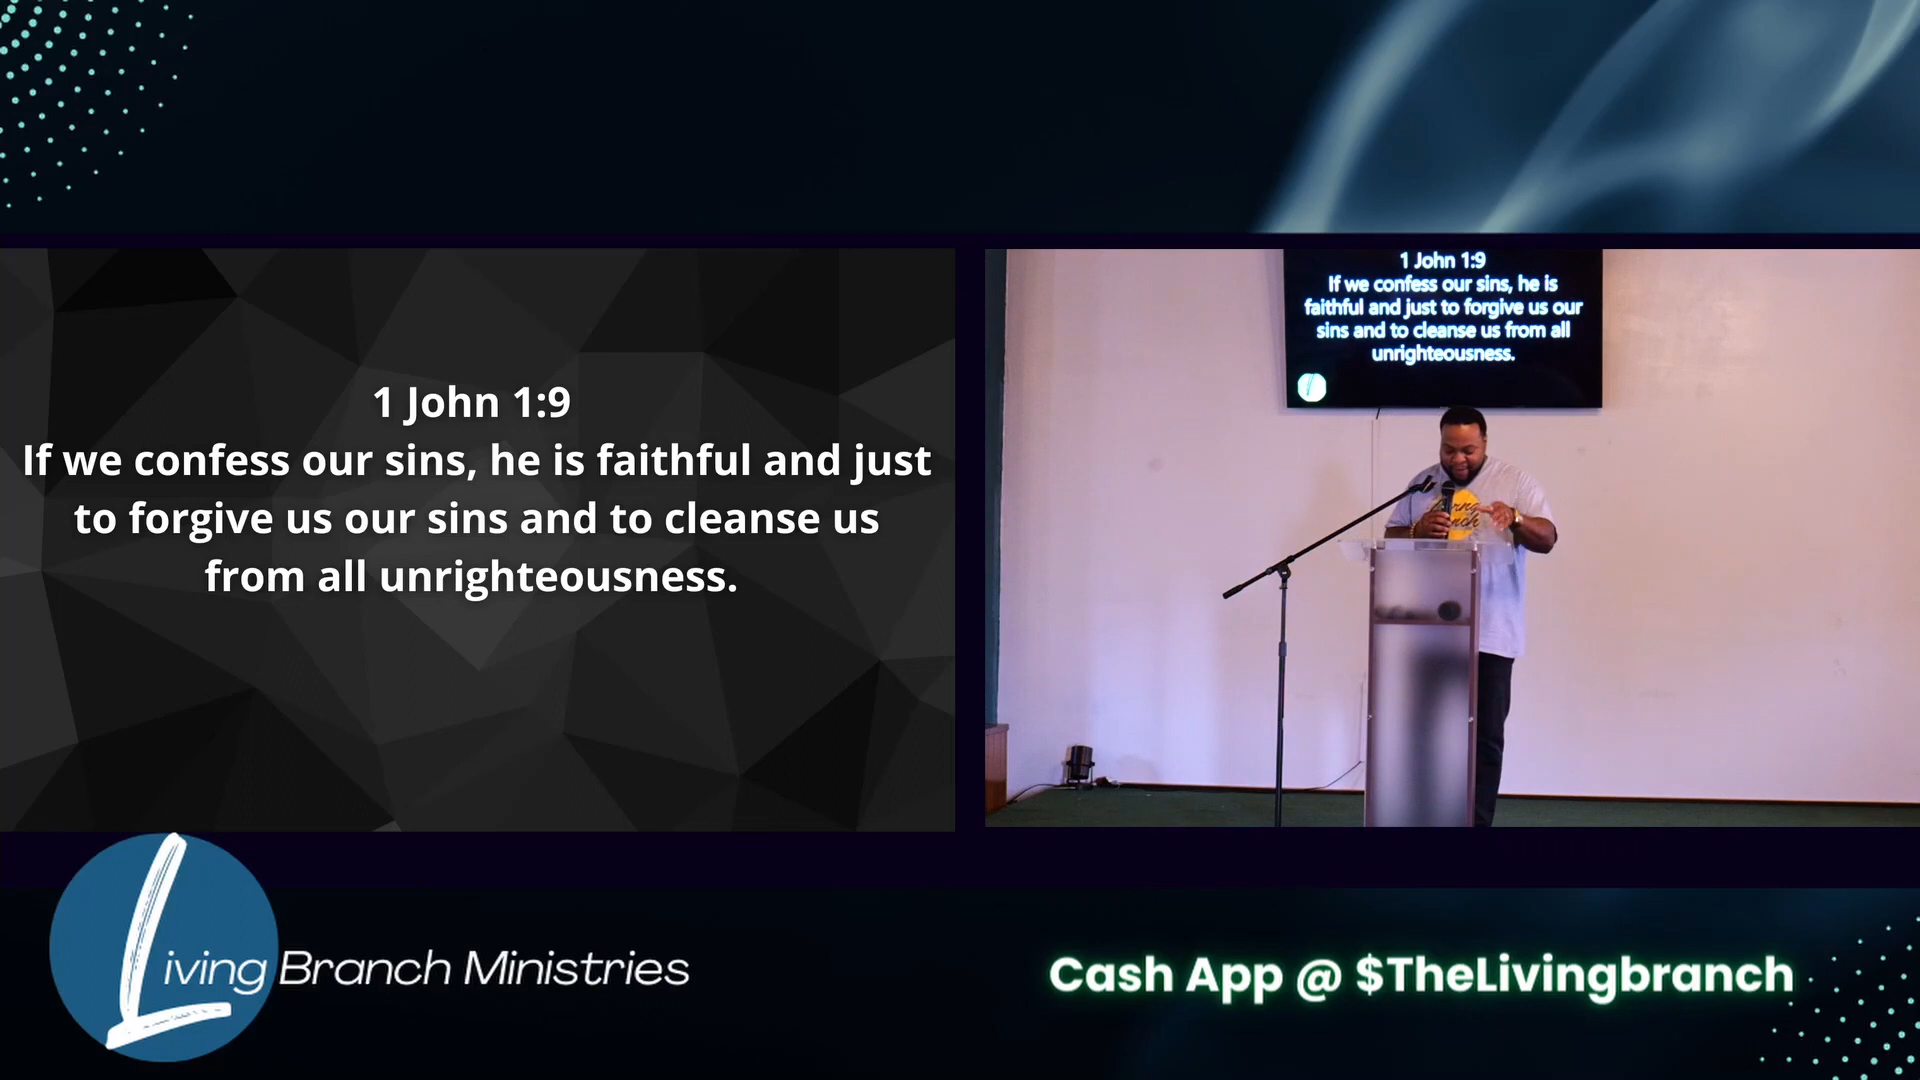 1 John 1:9
If we confess our sins, he is faithful and just
to forgive us our sins and to cleanse us
from all unrighteousness.
1 John 1:9
If we confess our sins, he is
faithful and just to forgive us our
sins and to cleanse us from all
unrighteousness.
Living Branch Ministries
Cash App @ $TheLivingbranch